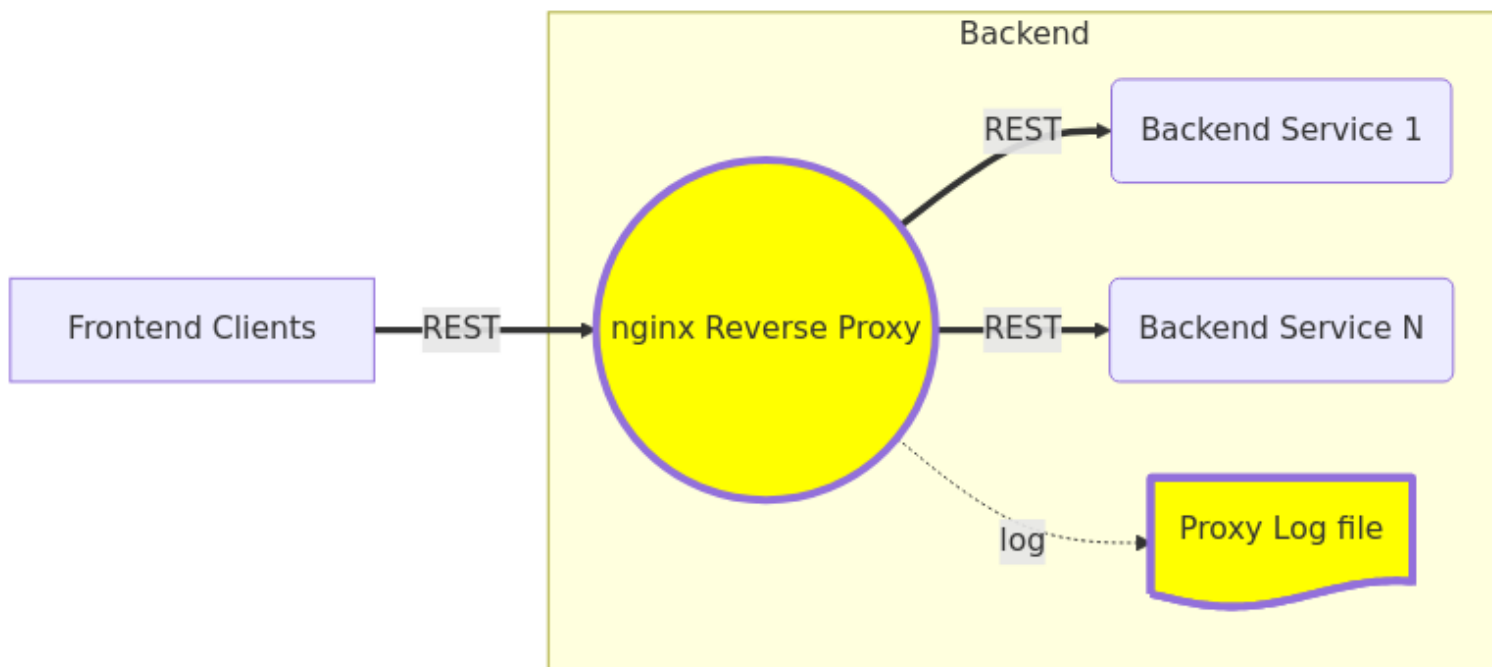 Backend
REST
Backend Service 1
Frontend Clients
REST
nginx Reverse Proxy
REST
Backend Service N
log
Proxy Log file